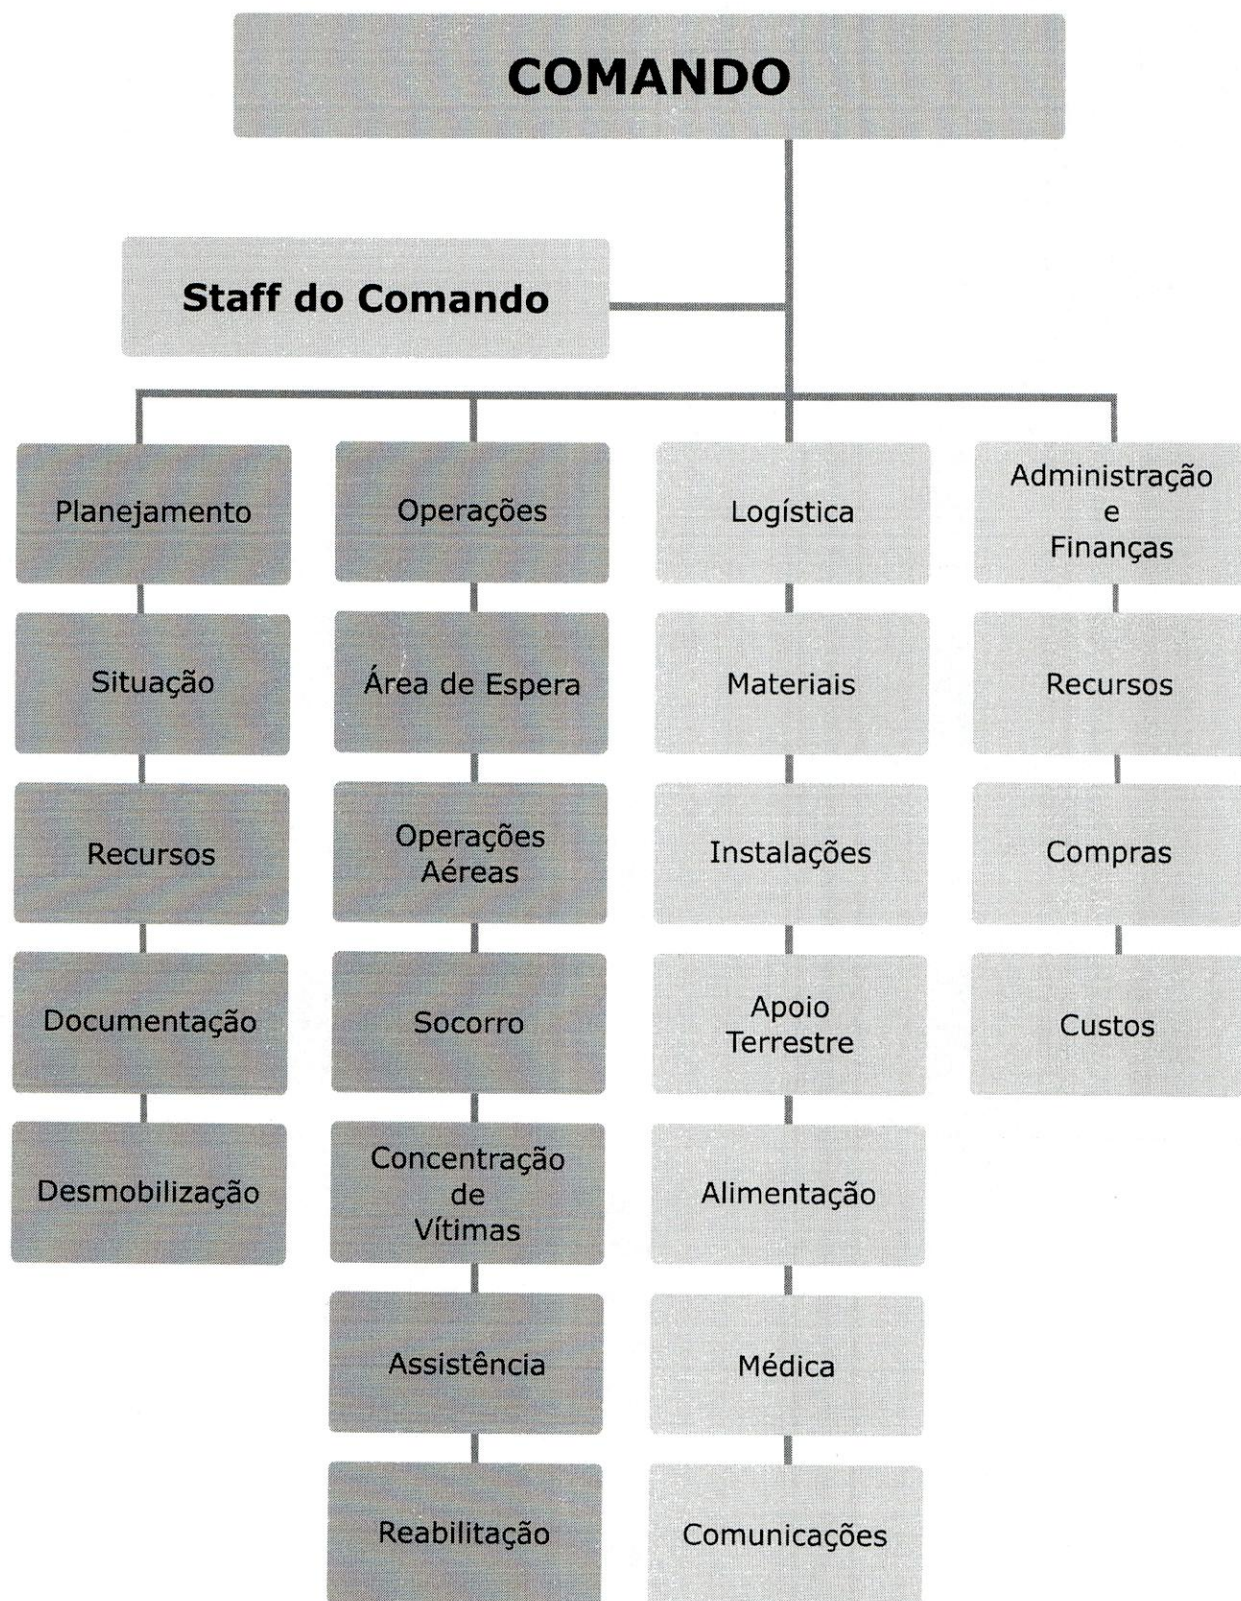 COMANDO
Staff do Comando
Planejamento
Operações
Logística
Administração
e
Finanças
Situação
Área de Espera
Materiais
Recursos
Recursos
Operações
Aéreas
Instalações
Compras
Documentação
Socorro
Apoio
Terrestre
Custos
Desmobilização
Concentração
de
Vítimas
Alimentação
Assistência
Médica
Reabilitação
Comunicações